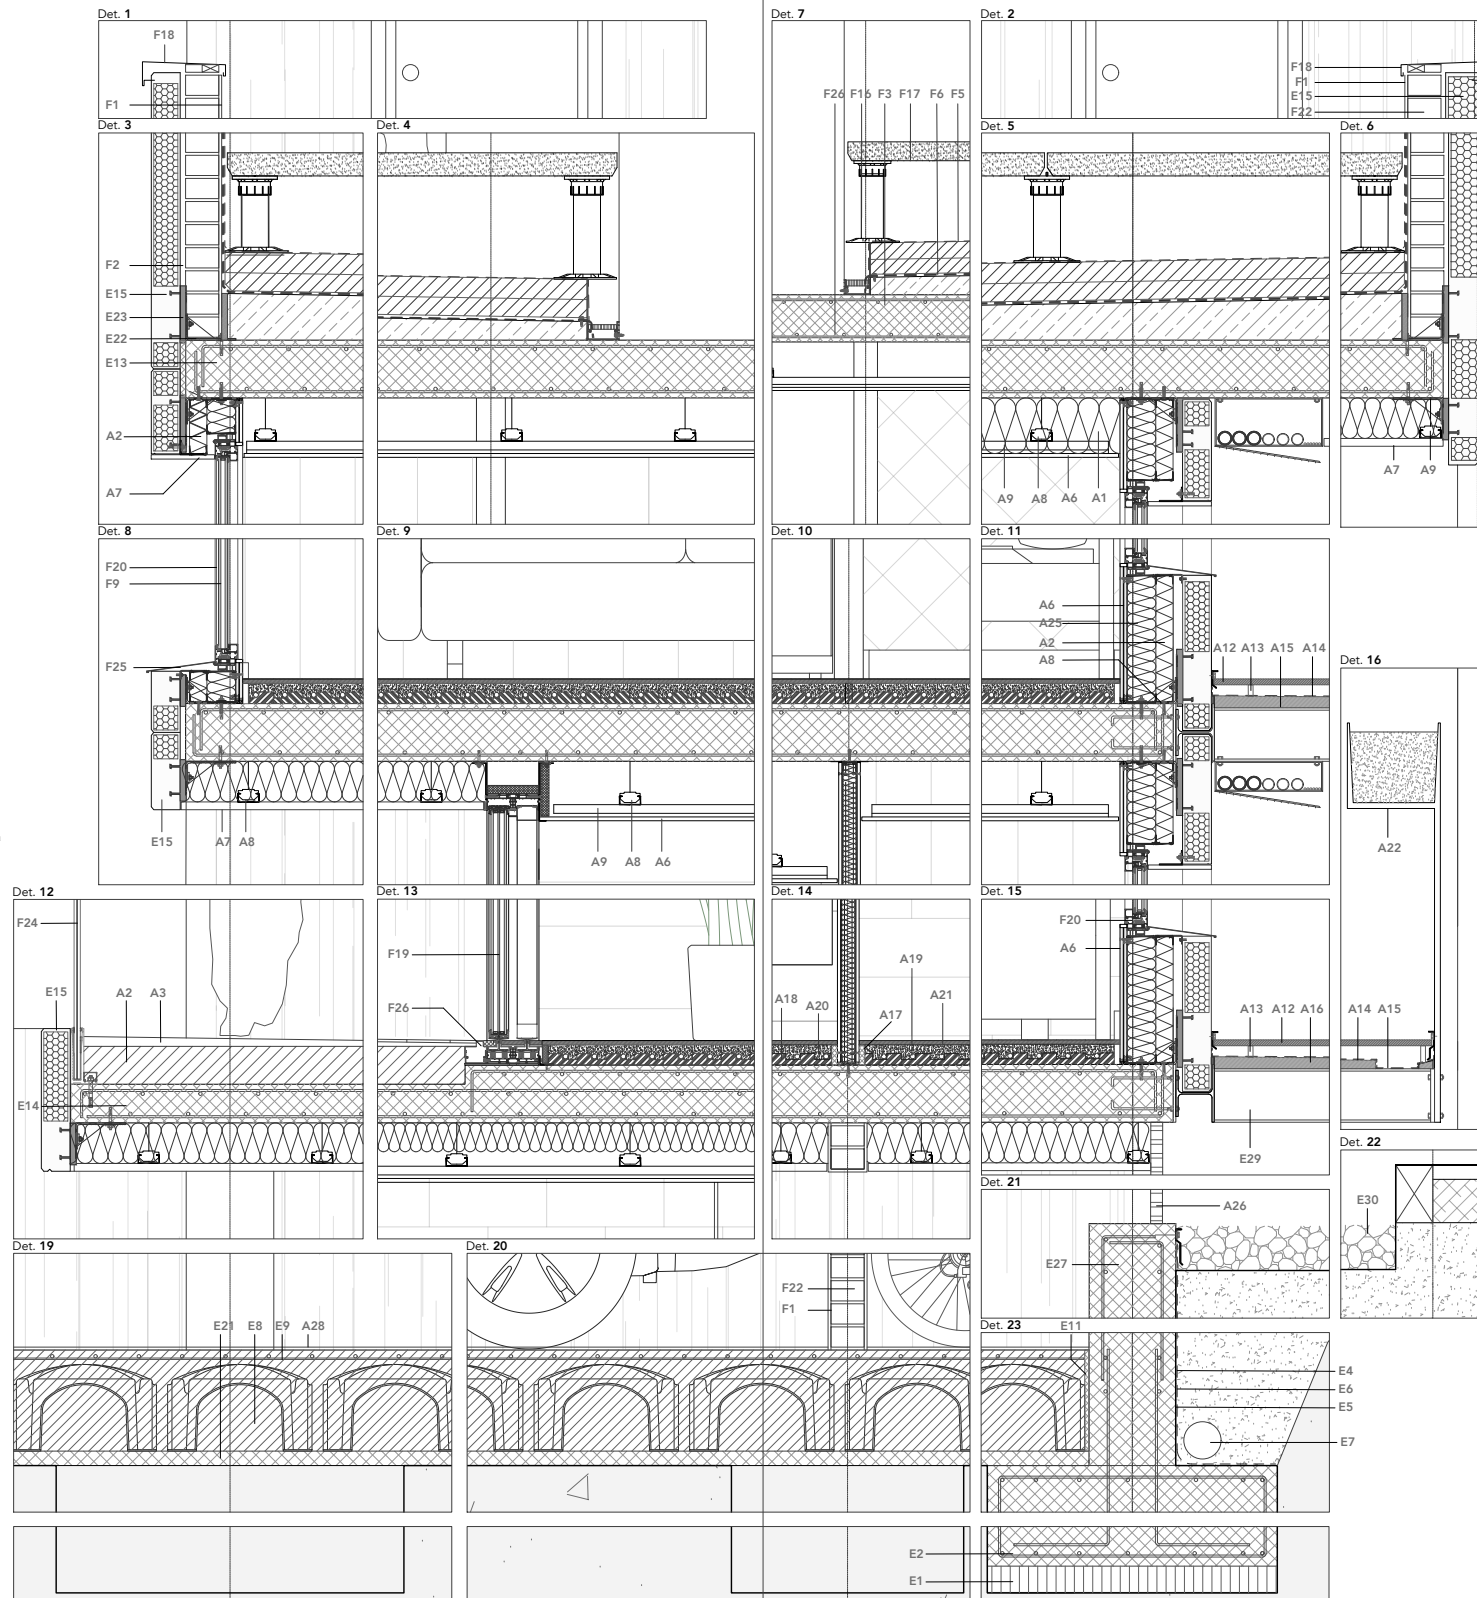 Det. 1
F18
F1
Det. 7
F26 F16 F3 F17 F6 F5
Det. 2
F18
F1
E15
F22
Det. 3
F2
E15
E23
E22
E13
A2
A7
Det. 4
Det. 5
A9 A8 A6 A1
Det. 6
A7 A9
Det. 8
F20
F9
F25
E15 A7 A8
Det. 9
A9 A8 A6
Det. 10
Det. 11
A6
A25
A2
A8
A12 A13 A15 A14
Det. 16
A22
Det. 12
F24
E15 A2 A3
E14
Det. 13
F19
F26
Det. 14
A18 A20 A17 A19 A21
Det. 15
F20
A6
A13 A12 A16 A14 A15
E29
Det. 21
A26
E27
Det. 22
E30
Det. 19
E21 E8 E9 A28
Det. 20
F22
F1
Det. 23
E11
E4
E6
E5
E7
E2
E1